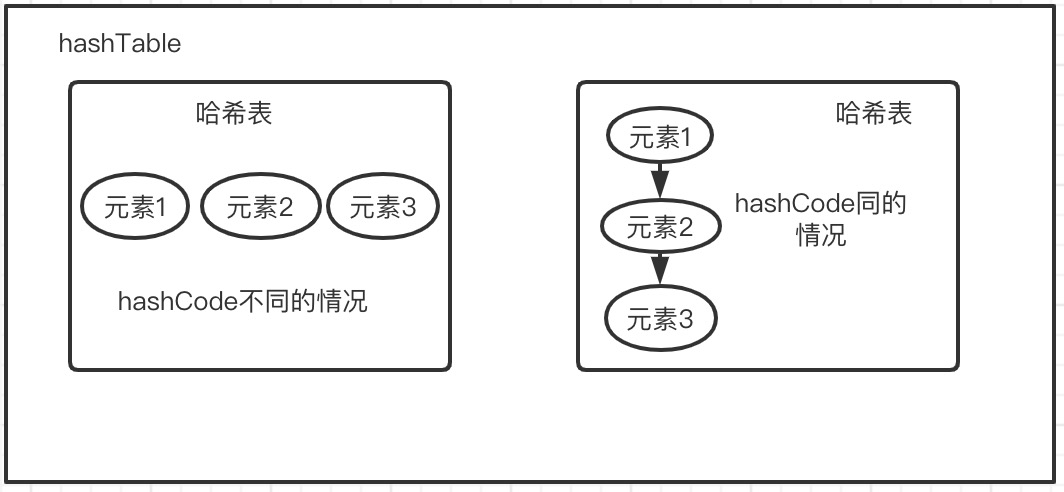 hashTable
哈希表
元素1
元素2
元素3
hashCode不同的情况
哈希表
元素1
元素2
元素3
hashCode同的
情况